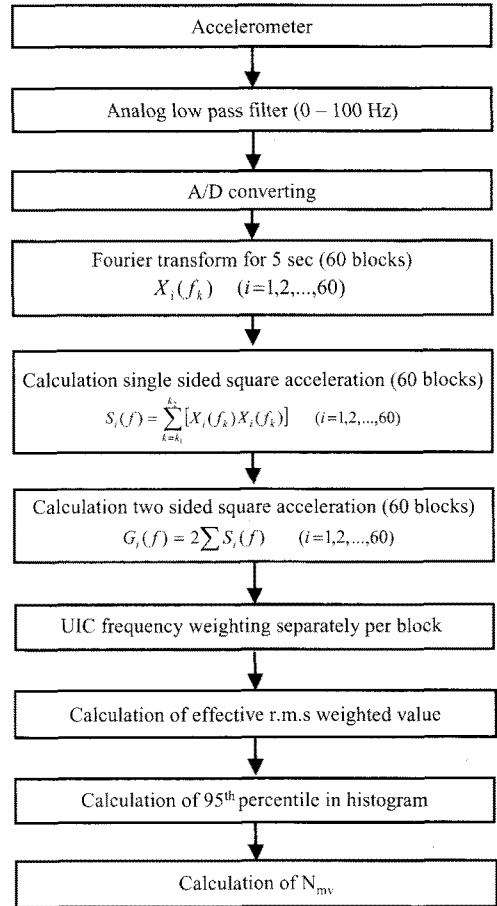 Accelerometer
Analog low pass filter (0 – 100 Hz)
A/D converting
Fourier transform for 5 sec (60 blocks)
X_i(f_k) (i=1,2,...,60)
Calculation single sided square acceleration (60 blocks)
S_i(f) = \sum_{k=k_1}^{k_2} [X_i(f_k)X_i(f_k)] (i=1,2,...,60)
Calculation two sided square acceleration (60 blocks)
G_i(f) = 2\sum S_i(f) (i=1,2,...,60)
UIC frequency weighting separately per block
Calculation of effective r.m.s weighted value
Calculation of 95th percentile in histogram
Calculation of N_mv